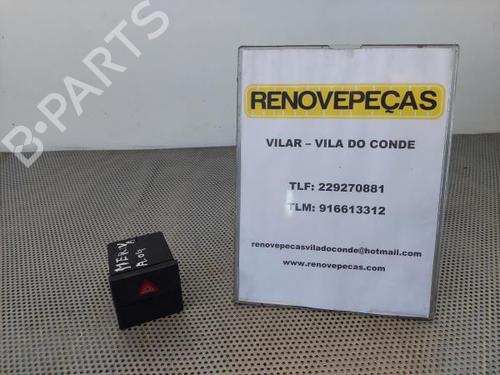 B-PARTS
RENOVEPEÇAS
VILAR – VILA DO CONDE
TLF: 229270881
TLM: 916613312
renovepecasviladoconde@hotmail.com
www.renovepecas.com